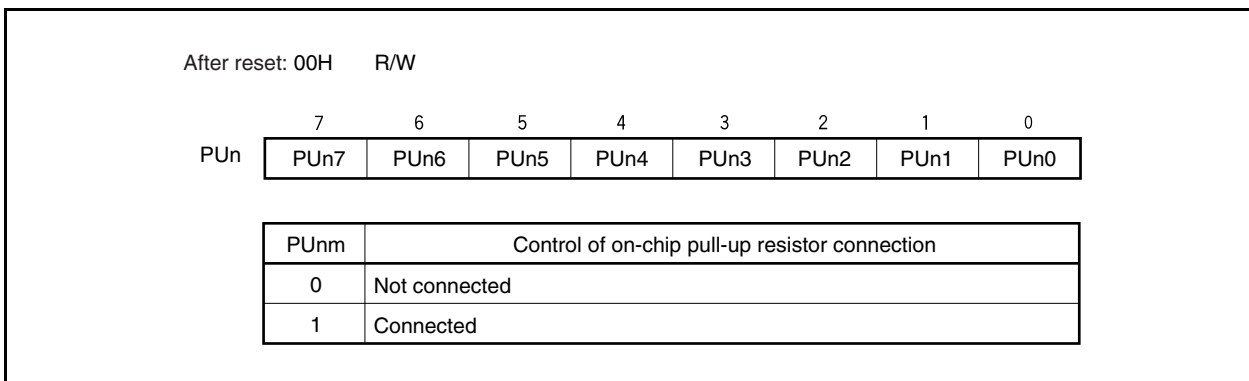 After reset: 00H R/W
7 6 5 4 3 2 1 0
PUn PUn7 PUn6 PUn5 PUn4 PUn3 PUn2 PUn1 PUn0
PUnm Control of on-chip pull-up resistor connection
0 Not connected
1 Connected